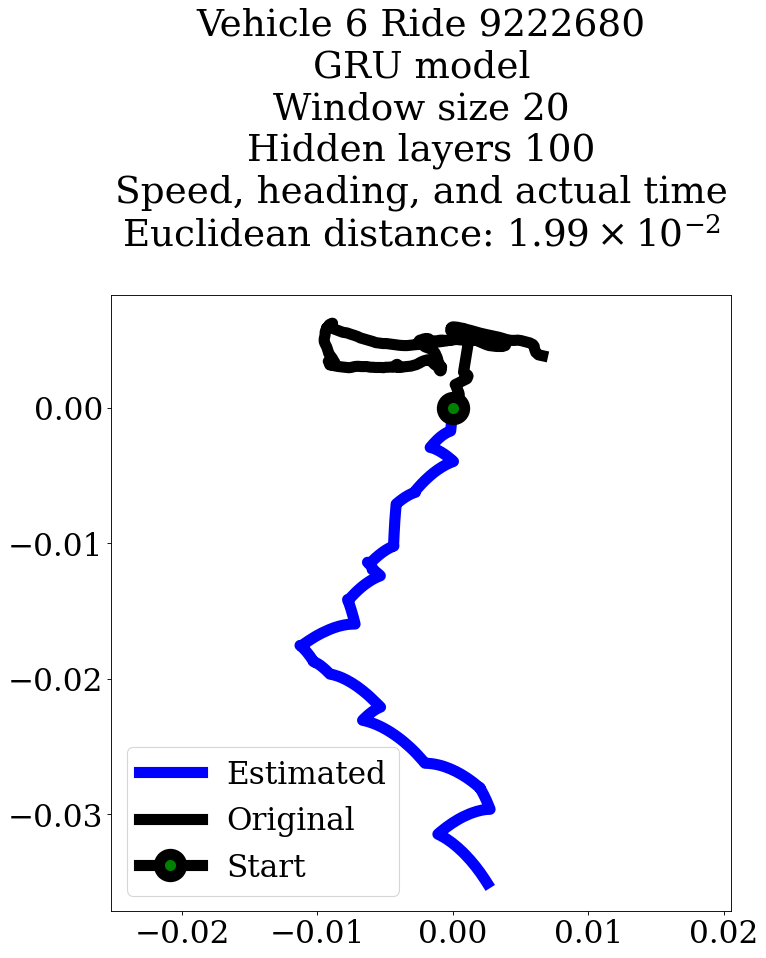 Vehicle 6 Ride 9222680
GRU model
Window size 20
Hidden layers 100
Speed, heading, and actual time
Euclidean distance: 1.99 × 10⁻²
0.00
−0.01
−0.02
−0.03
Estimated
Original
Start
−0.02 −0.01 0.00 0.01 0.02